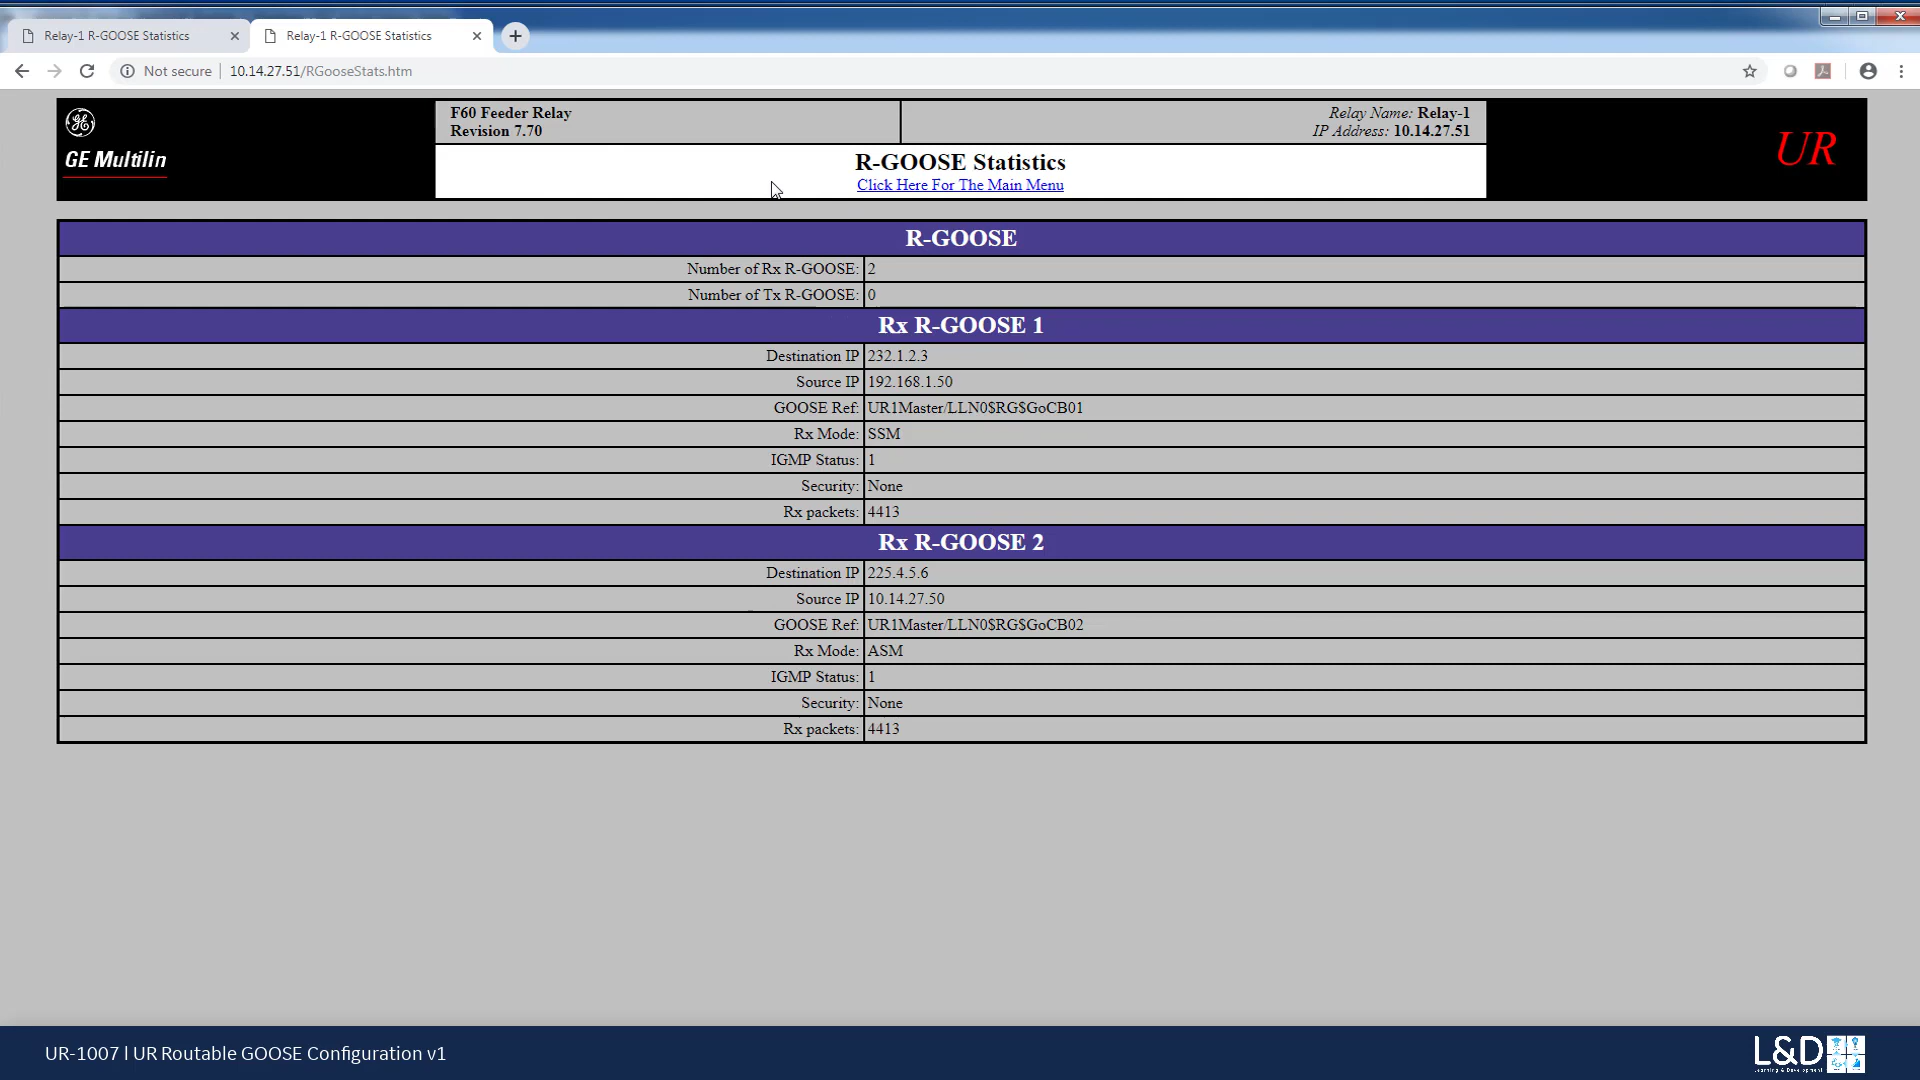 Relay-1 R-GOOSE Statistics
Relay-1 R-GOOSE Statistics
Not secure
10.14.27.51/RGooseStats.htm
GE Multilin
F60 Feeder Relay
Revision 7.70
Relay Name: Relay-1
IP Address: 10.14.27.51
R-GOOSE Statistics
Click Here For The Main Menu
UR
R-GOOSE
Number of Rx R-GOOSE: 2
Number of Tx R-GOOSE: 0
Rx R-GOOSE 1
Destination IP 232.1.2.3
Source IP 192.168.1.50
GOOSE Ref: UR1Master/LLN0$RG$GoCB01
Rx Mode: SSM
IGMP Status: 1
Security: None
Rx packets: 4413
Rx R-GOOSE 2
Destination IP 225.4.5.6
Source IP 10.14.27.50
GOOSE Ref: UR1Master/LLN0$RG$GoCB02
Rx Mode: ASM
IGMP Status: 1
Security: None
Rx packets: 4413
UR-1007 l UR Routable GOOSE Configuration v1
L&D
Learning & Development